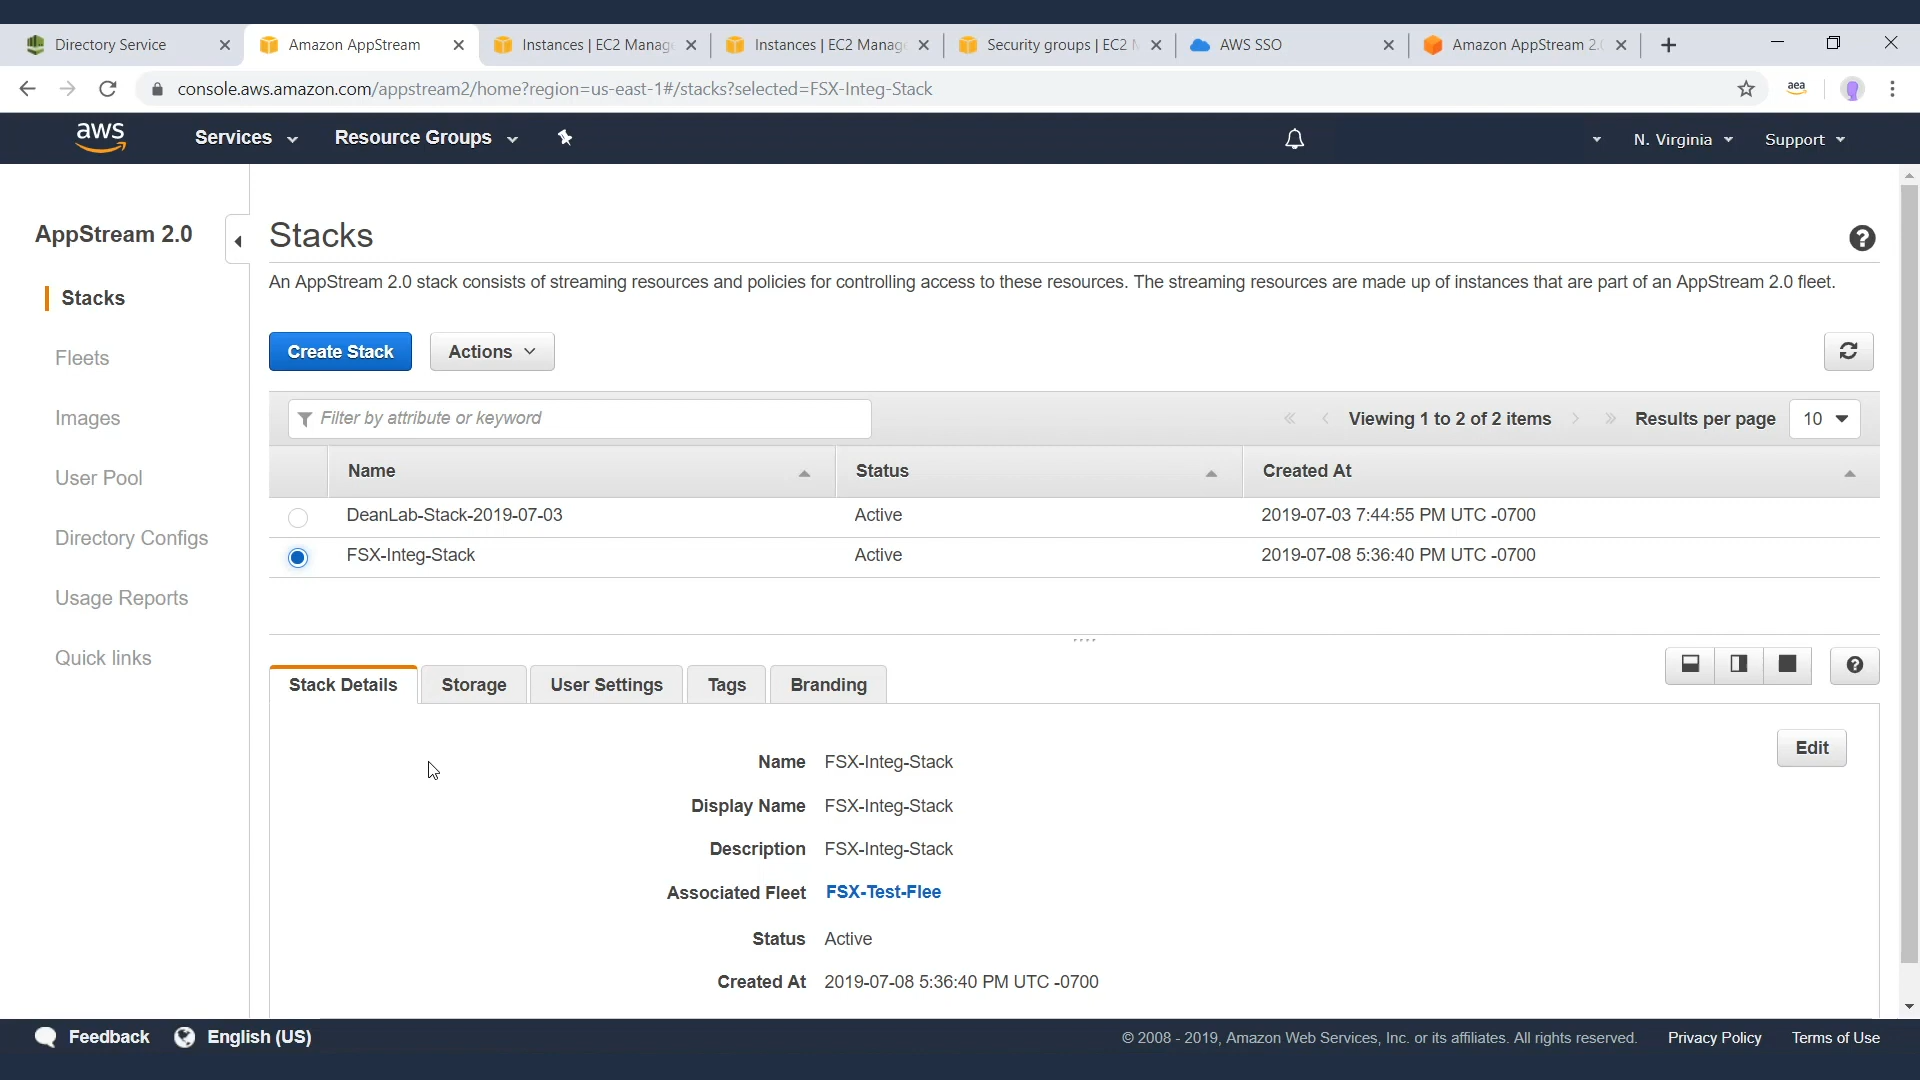 Directory Service
Amazon AppStream
Instances | EC2 Manag
Instances | EC2 Manag
Security groups | EC2
AWS SSO
Amazon AppStream 2.
console.aws.amazon.com/appstream2/home?region=us-east-1#/stacks?selected=FSX-Integ-Stack
aea
aws
Services
Resource Groups
N. Virginia
Support
AppStream 2.0
Stacks
Fleets
Images
User Pool
Directory Configs
Usage Reports
Quick links
Stacks
An AppStream 2.0 stack consists of streaming resources and policies for controlling access to these resources. The streaming resources are made up of instances that are part of an AppStream 2.0 fleet.
Create Stack
Actions
Filter by attribute or keyword
Viewing 1 to 2 of 2 items
Results per page
10
Name Status Created At
DeanLab-Stack-2019-07-03 Active 2019-07-03 7:44:55 PM UTC -0700
FSX-Integ-Stack Active 2019-07-08 5:36:40 PM UTC -0700
Stack Details
Storage
User Settings
Tags
Branding
Edit
Name FSX-Integ-Stack
Display Name FSX-Integ-Stack
Description FSX-Integ-Stack
Associated Fleet FSX-Test-Flee
Status Active
Created At 2019-07-08 5:36:40 PM UTC -0700
Feedback
English (US)
© 2008 - 2019, Amazon Web Services, Inc. or its affiliates. All rights reserved.
Privacy Policy
Terms of Use